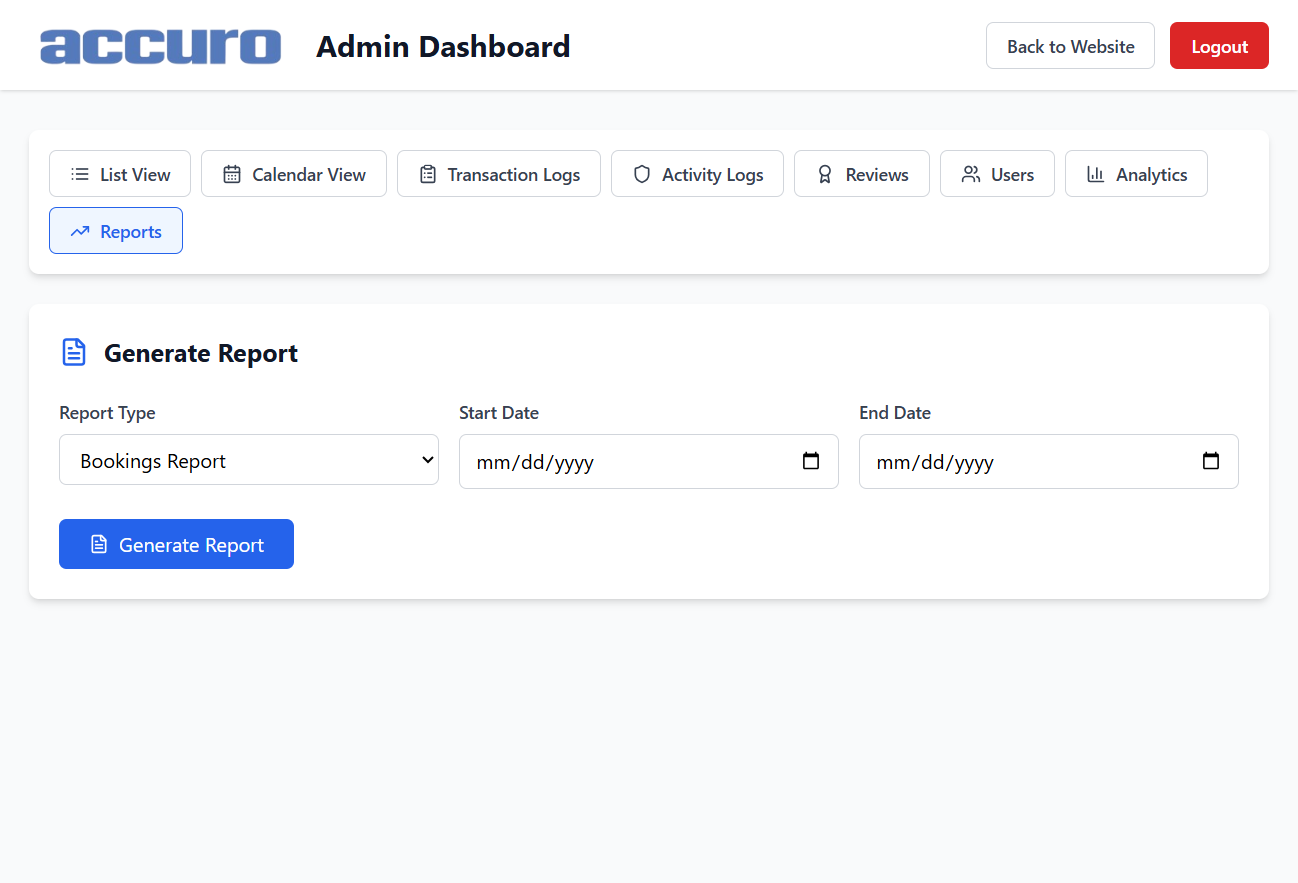 accuro Admin Dashboard Back to Website Logout
List View Calendar View Transaction Logs Activity Logs Reviews Users Analytics
Reports
Generate Report
Report Type Start Date End Date
Bookings Report mm/dd/yyyy mm/dd/yyyy
Generate Report